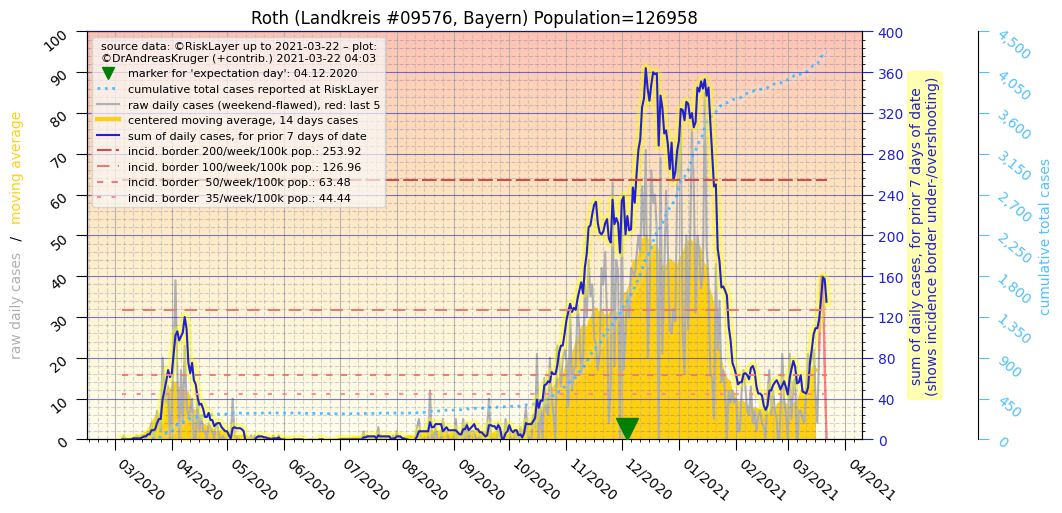 Roth (Landkreis #09576, Bayern) Population=126958
source data: ©RiskLayer up to 2021-03-22 – plot:
©DrAndreasKruger (+contrib.) 2021-03-22 04:03
marker for 'expectation day': 04.12.2020
cumulative total cases reported at RiskLayer
raw daily cases (weekend-flawed), red: last 5
centered moving average, 14 days cases
sum of daily cases, for prior 7 days of date
incid. border 200/week/100k pop.: 253.92
incid. border 100/week/100k pop.: 126.96
incid. border  50/week/100k pop.: 63.48
incid. border  35/week/100k pop.: 44.44
raw daily cases / moving average
100
90
80
70
60
50
40
30
20
10
0
03/2020
04/2020
05/2020
06/2020
07/2020
08/2020
09/2020
10/2020
11/2020
12/2020
01/2021
02/2021
03/2021
04/2021
400
360
320
280
240
200
160
120
80
40
0
sum of daily cases, for prior 7 days of date
(shows incidence border under-/overshooting)
4,500
4,050
3,600
3,150
2,700
2,250
1,800
1,350
900
450
0
cumulative total cases